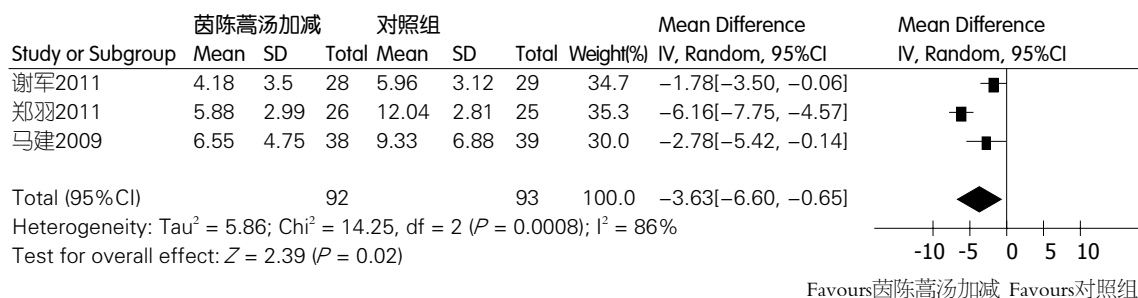 茵陈蒿汤加减 对照组 Mean Difference Mean Difference
Study or Subgroup Mean SD Total Mean SD Total Weight(%) IV, Random, 95%CI IV, Random, 95%CI
谢军2011 4.18 3.5 28 5.96 3.12 29 34.7 −1.78[−3.50, −0.06]
郑羽2011 5.88 2.99 26 12.04 2.81 25 35.3 −6.16[−7.75, −4.57]
马建2009 6.55 4.75 38 9.33 6.88 39 30.0 −2.78[−5.42, −0.14]
Total (95%CI) 92 93 100.0 −3.63[−6.60, −0.65]
Heterogeneity: Tau² = 5.86; Chi² = 14.25, df = 2 (P = 0.0008); I² = 86%
Test for overall effect: Z = 2.39 (P = 0.02)
-10 -5 0 5 10
Favours茵陈蒿汤加减 Favours对照组